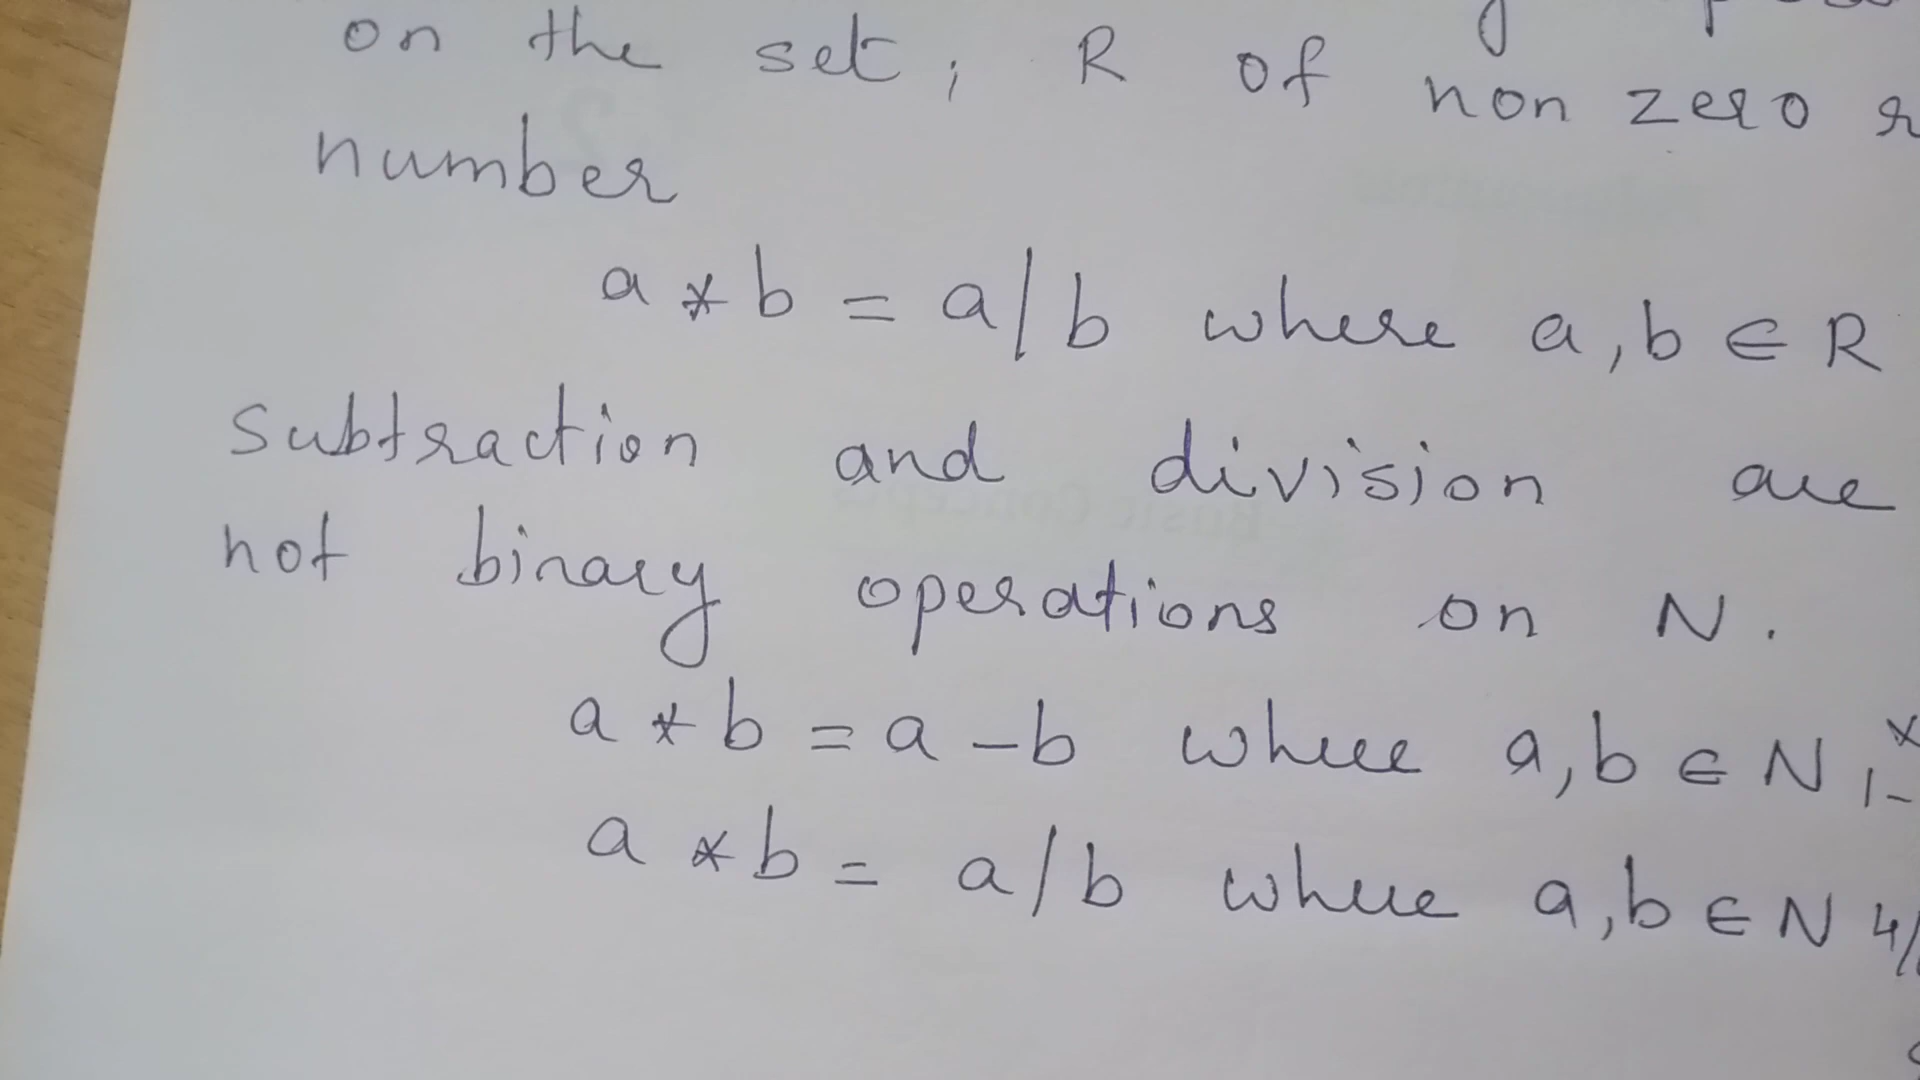 on the set, R of non zero
number
a * b = a/b where a, b ∈ R
Subtraction and division are
not binary operations on N.
a * b = a - b where a, b ∈ N
a * b = a/b where a, b ∈ N